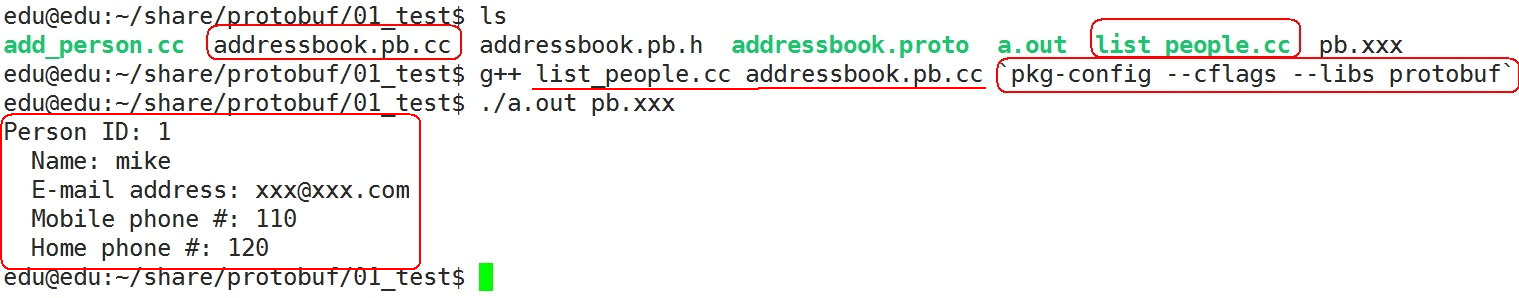 edu@edu:~/share/protobuf/01_test$ ls
add_person.cc addressbook.pb.cc addressbook.pb.h addressbook.proto a.out list_people.cc pb.xxx
edu@edu:~/share/protobuf/01_test$ g++ list_people.cc addressbook.pb.cc `pkg-config --cflags --libs protobuf`
edu@edu:~/share/protobuf/01_test$ ./a.out pb.xxx
Person ID: 1
  Name: mike
  E-mail address: xxx@xxx.com
  Mobile phone #: 110
  Home phone #: 120
edu@edu:~/share/protobuf/01_test$